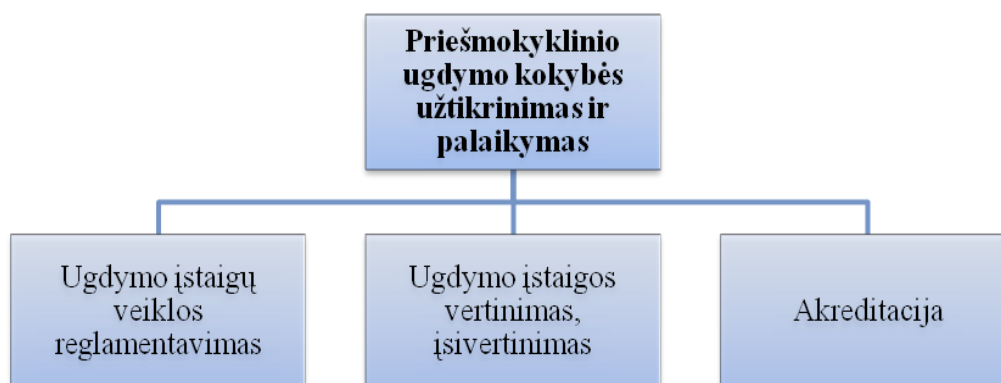 Priešmokyklinio
ugdymo kokybės
užtikrinimas ir
palaikymas
Ugdymo įstaigų
veiklos
reglamentavimas
Ugdymo įstaigos
vertinimas,
įsivertinimas
Akreditacija